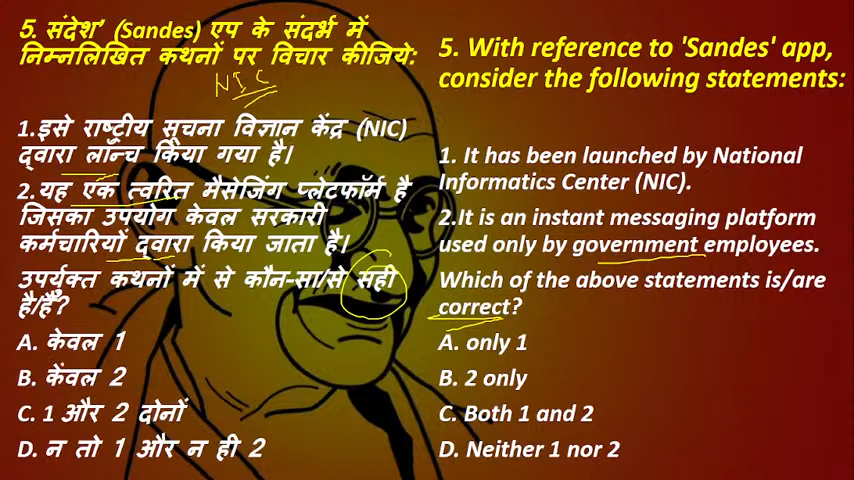 5. संदेश' (Sandes) एप के संदर्भ में
निम्नलिखित कथनों पर विचार कीजिये:
NIC
1.इसे राष्ट्रीय सूचना विज्ञान केंद्र (NIC)
द्वारा लॉन्च किया गया है।
2.यह एक त्वरित मैसेजिंग प्लेटफॉर्म है
जिसका उपयोग केवल सरकारी
कर्मचारियों द्वारा किया जाता है।
उपर्युक्त कथनों में से कौन-सा/से सही
है/हैं?
A. केवल 1
B. केंवल 2
C. 1 और 2 दोनों
D. न तो 1 और न ही 2
5. With reference to 'Sandes' app,
consider the following statements:
1. It has been launched by National
Informatics Center (NIC).
2.It is an instant messaging platform
used only by government employees.
Which of the above statements is/are
correct?
A. only 1
B. 2 only
C. Both 1 and 2
D. Neither 1 nor 2